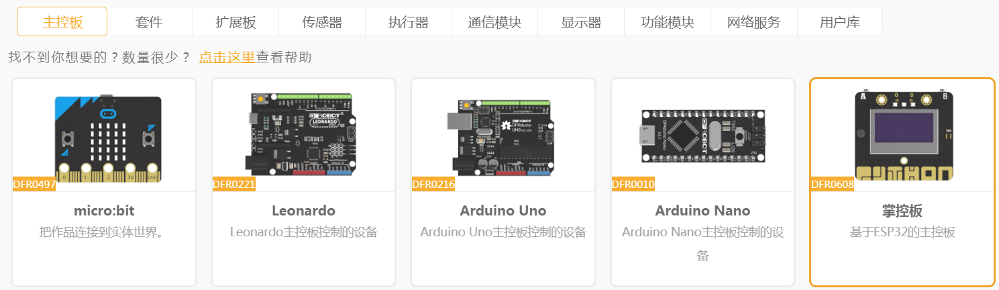 主控板 套件 扩展板 传感器 执行器 通信模块 显示器 功能模块 网络服务 用户库
找不到你想要的？数量很少？ 点击这里查看帮助
DFR0497 DFR0221 DFR0216 DFR0010 DFR0608
micro:bit Leonardo Arduino Uno Arduino Nano 掌控板
把作品连接到实体世界。 Leonardo主控板控制的设备 Arduino Uno主控板控制的设备 Arduino Nano主控板控制的设 基于ESP32的主控板
备